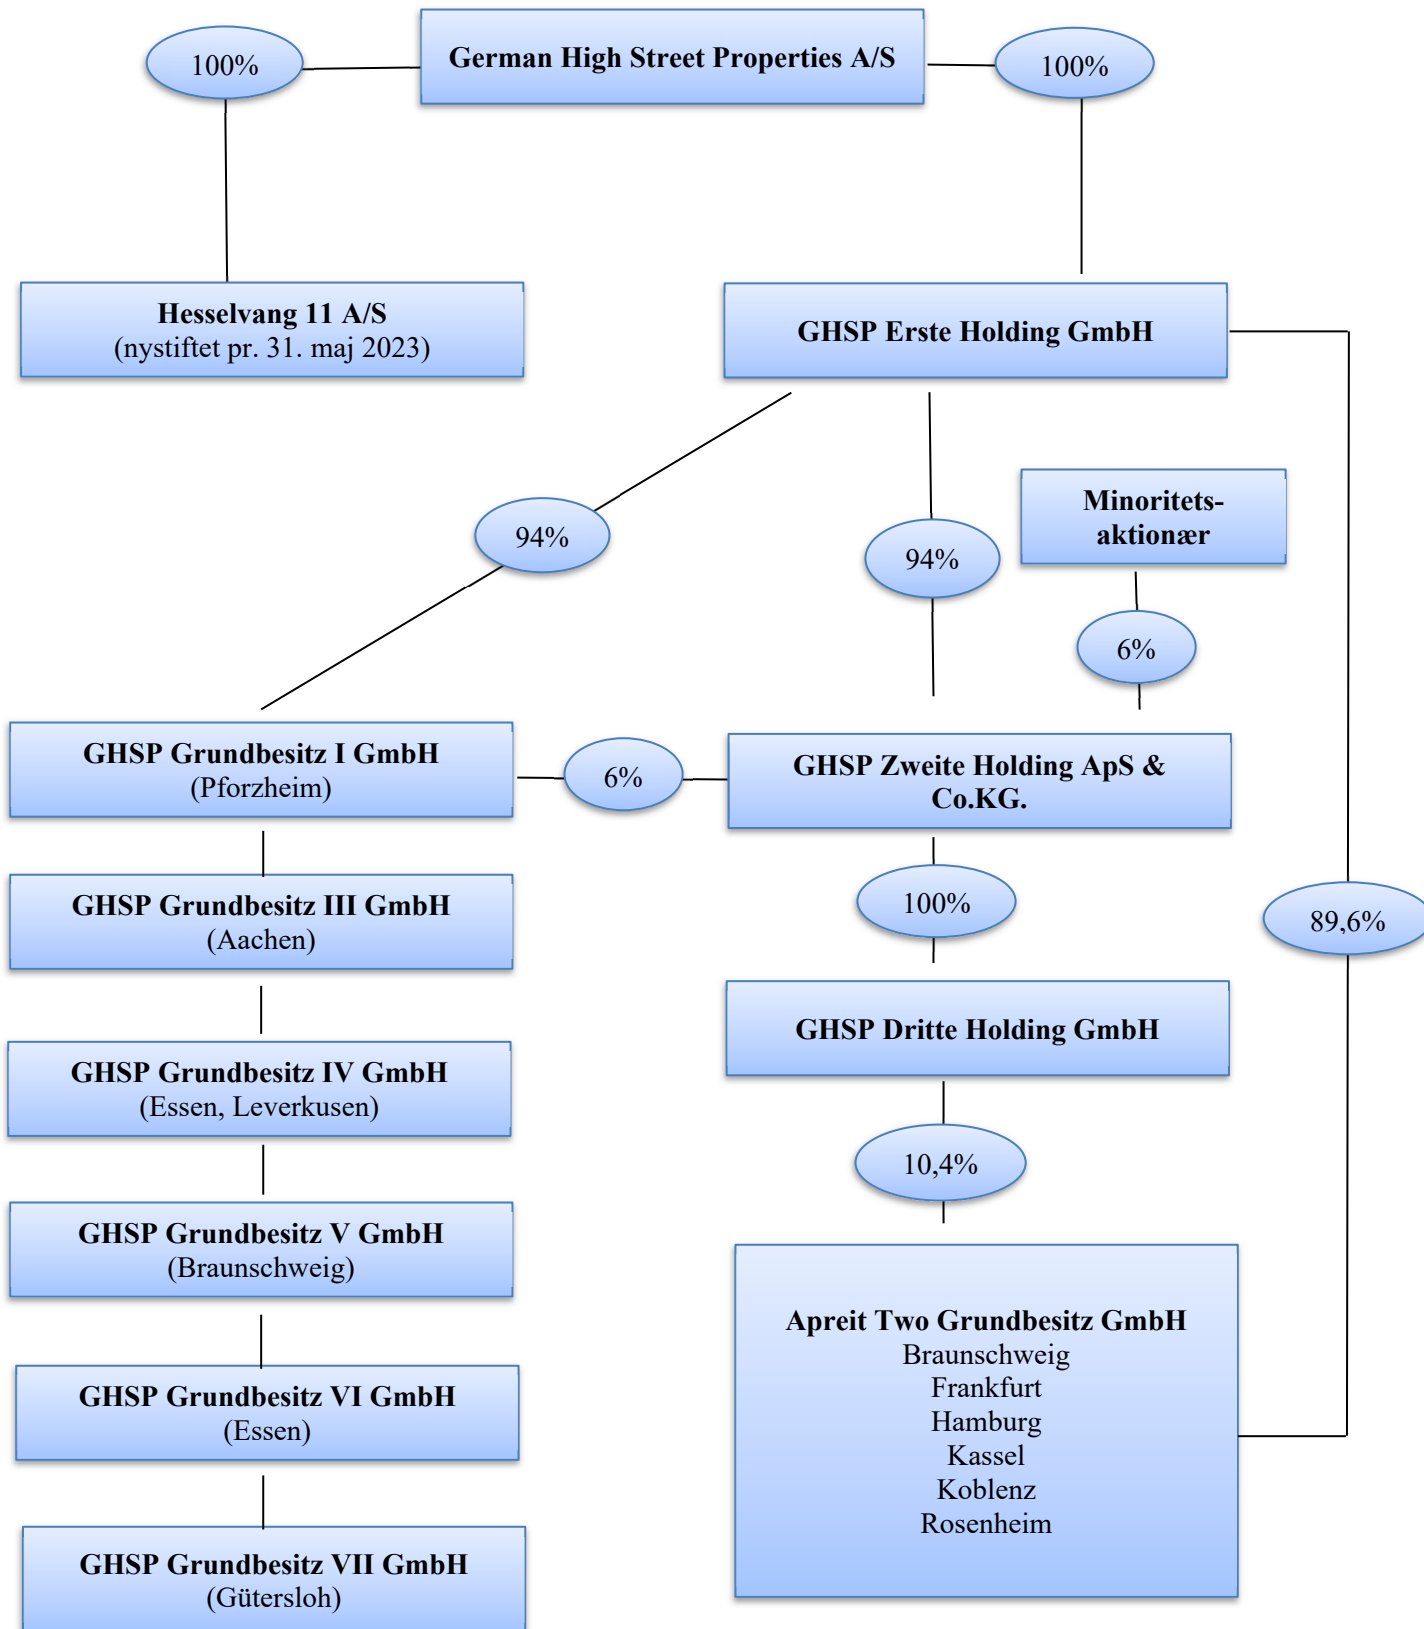 German High Street Properties A/S
100%
100%
Hesselvang 11 A/S
(nystiftet pr. 31. maj 2023)
GHSP Erste Holding GmbH
94%
94%
Minoritets-
aktionær
6%
GHSP Grundbesitz I GmbH
(Pforzheim)
6%
GHSP Zweite Holding ApS &
Co.KG.
GHSP Grundbesitz III GmbH
(Aachen)
100%
89,6%
GHSP Dritte Holding GmbH
GHSP Grundbesitz IV GmbH
(Essen, Leverkusen)
10,4%
GHSP Grundbesitz V GmbH
(Braunschweig)
Apreit Two Grundbesitz GmbH
Braunschweig
Frankfurt
Hamburg
Kassel
Koblenz
Rosenheim
GHSP Grundbesitz VI GmbH
(Essen)
GHSP Grundbesitz VII GmbH
(Gütersloh)